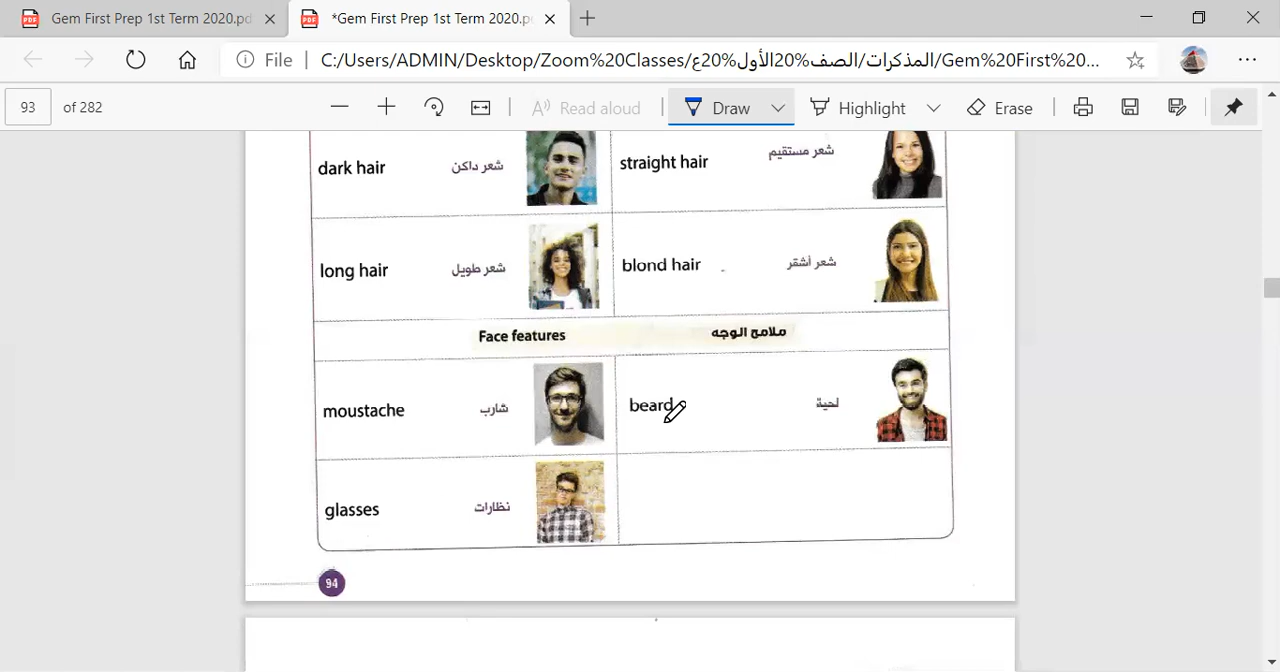 Gem First Prep 1st Term 2020.pd
*Gem First Prep 1st Term 2020.p
File
C:/Users/ADMIN/Desktop/Zoom%20Classes/المذكرات/الصف%20الأول%20ع/Gem%20First%20...
93 of 282
Read aloud
Draw
Highlight
Erase
dark hair شعر داكن
straight hair شعر مستقيم
long hair شعر طويل
blond hair شعر أشقر
Face features ملامح الوجه
moustache شارب
beard لحية
glasses نظارات
94